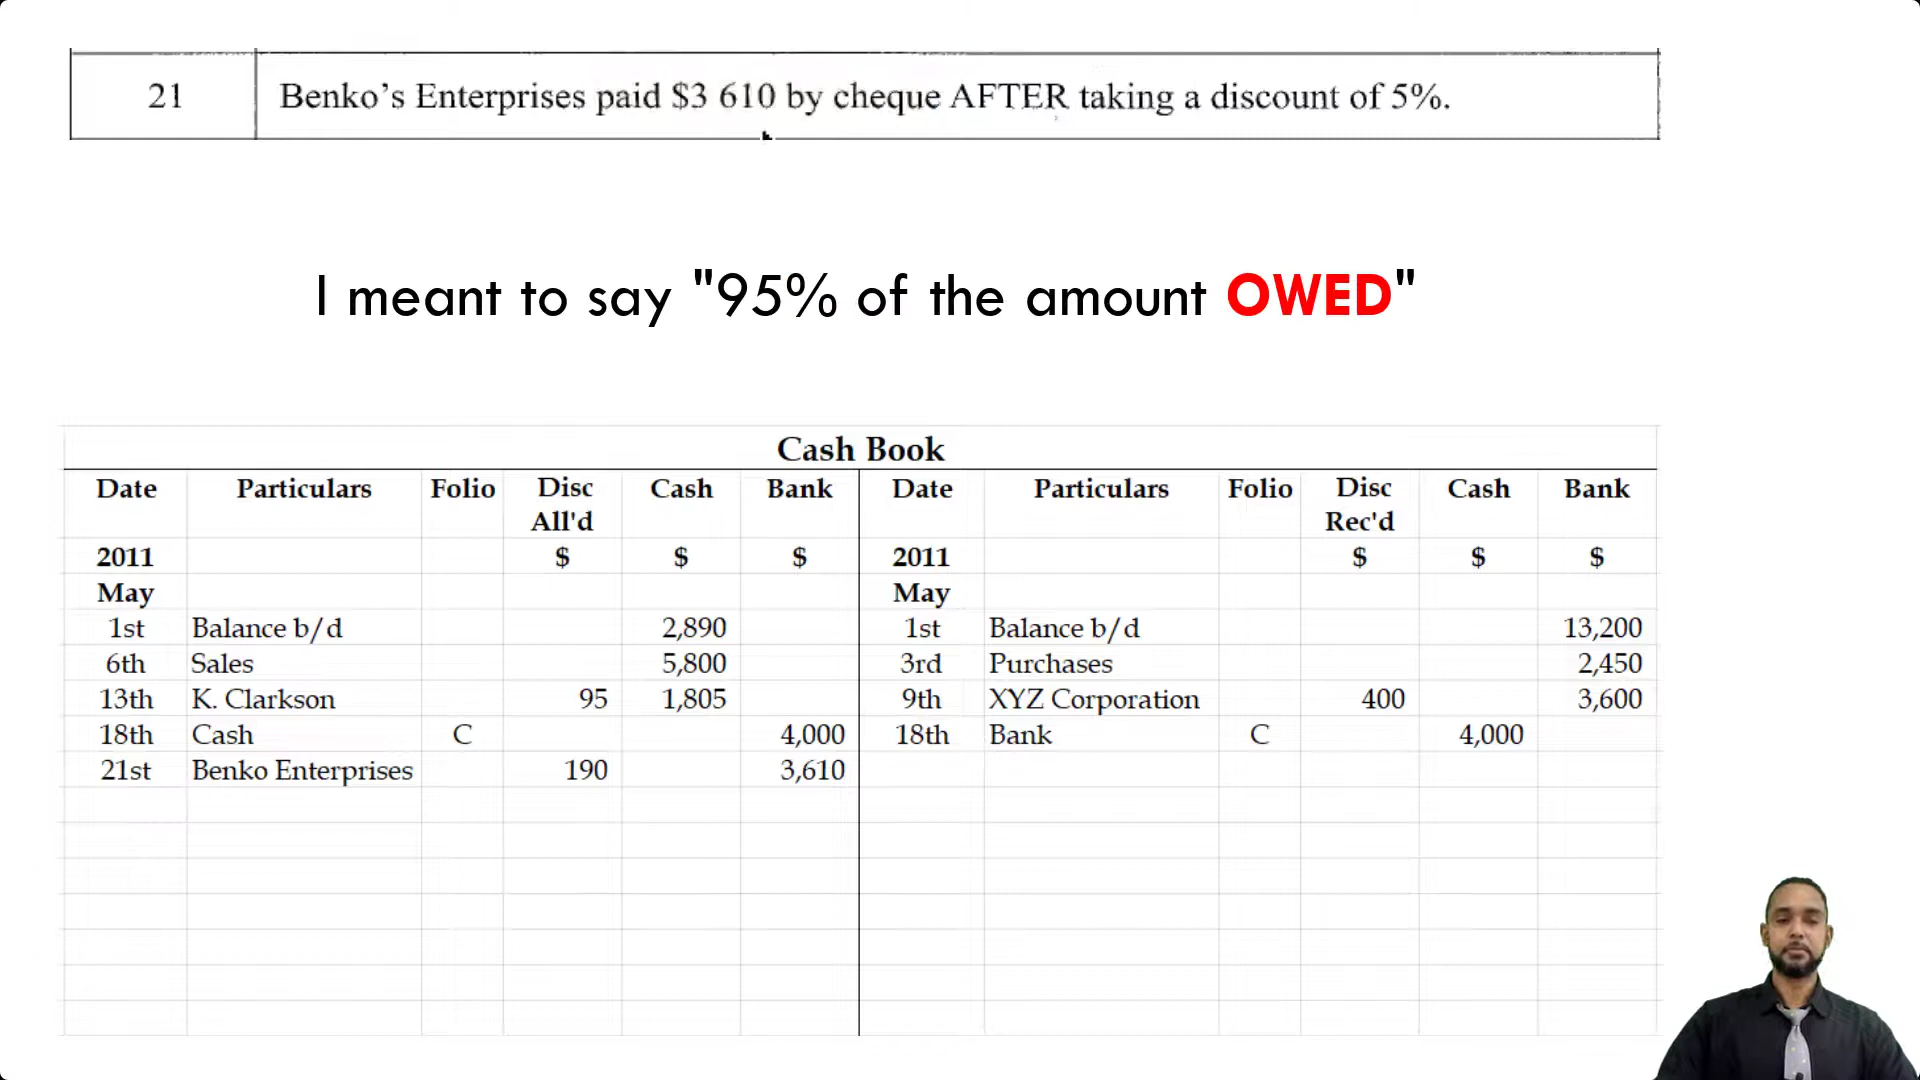 21 Benko's Enterprises paid $3 610 by cheque AFTER taking a discount of 5%.
I meant to say "95% of the amount OWED"
Cash Book
Date Particulars Folio Disc All'd Cash Bank Date Particulars Folio Disc Rec'd Cash Bank
2011 $ $ $ 2011 $ $ $
May May
1st Balance b/d 2,890 1st Balance b/d 13,200
6th Sales 5,800 3rd Purchases 2,450
13th K. Clarkson 95 1,805 9th XYZ Corporation 400 3,600
18th Cash C 4,000 18th Bank C 4,000
21st Benko Enterprises 190 3,610